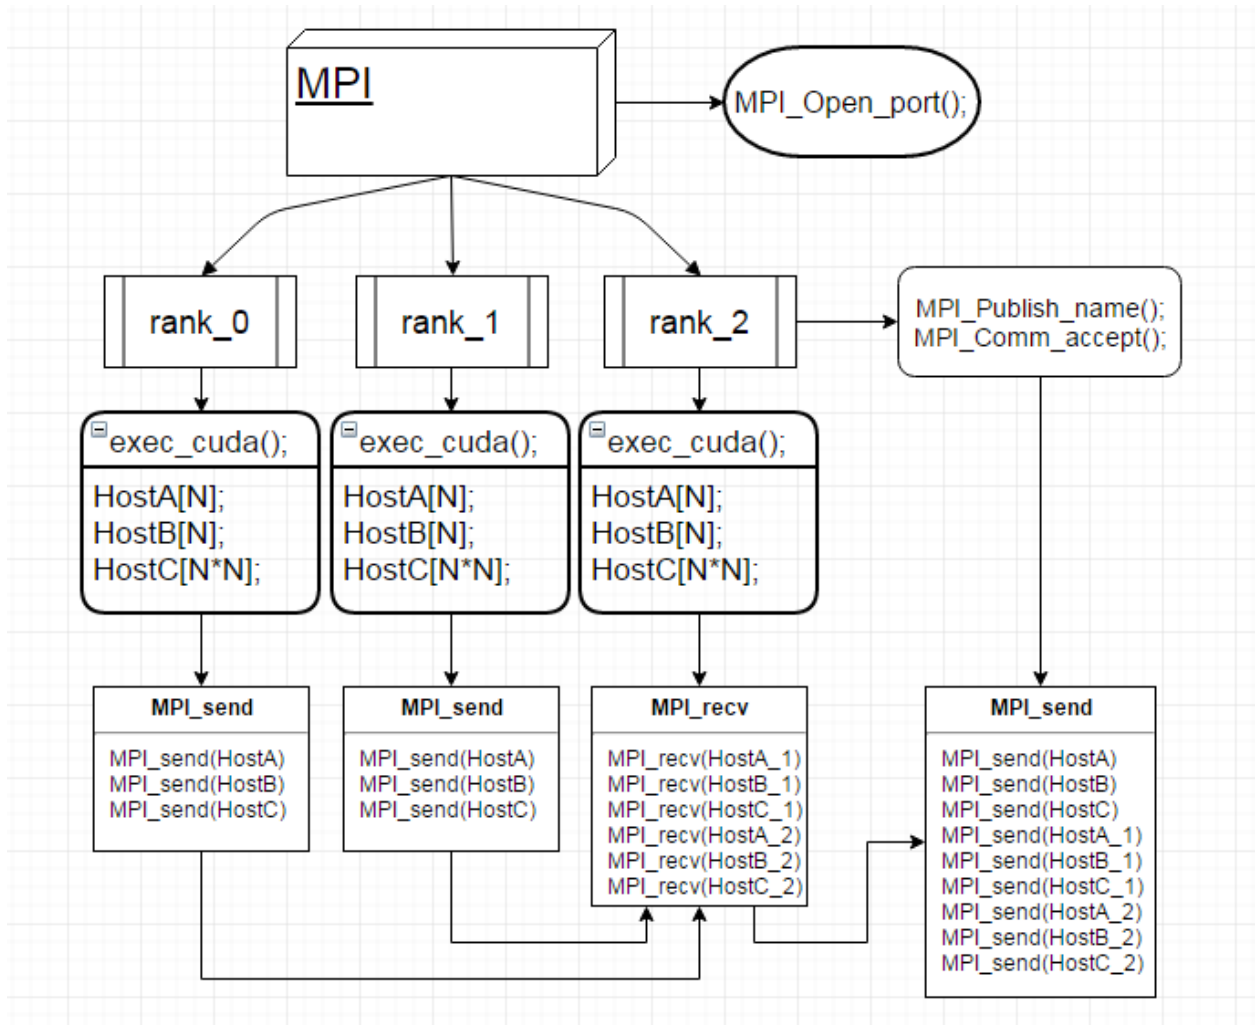 MPI
MPI_Open_port();
rank_0
rank_1
rank_2
MPI_Publish_name();
MPI_Comm_accept();
exec_cuda();
HostA[N];
HostB[N];
HostC[N*N];
exec_cuda();
HostA[N];
HostB[N];
HostC[N*N];
exec_cuda();
HostA[N];
HostB[N];
HostC[N*N];
MPI_send
MPI_send(HostA)
MPI_send(HostB)
MPI_send(HostC)
MPI_send
MPI_send(HostA)
MPI_send(HostB)
MPI_send(HostC)
MPI_recv
MPI_recv(HostA_1)
MPI_recv(HostB_1)
MPI_recv(HostC_1)
MPI_recv(HostA_2)
MPI_recv(HostB_2)
MPI_recv(HostC_2)
MPI_send
MPI_send(HostA)
MPI_send(HostB)
MPI_send(HostC)
MPI_send(HostA_1)
MPI_send(HostB_1)
MPI_send(HostC_1)
MPI_send(HostA_2)
MPI_send(HostB_2)
MPI_send(HostC_2)